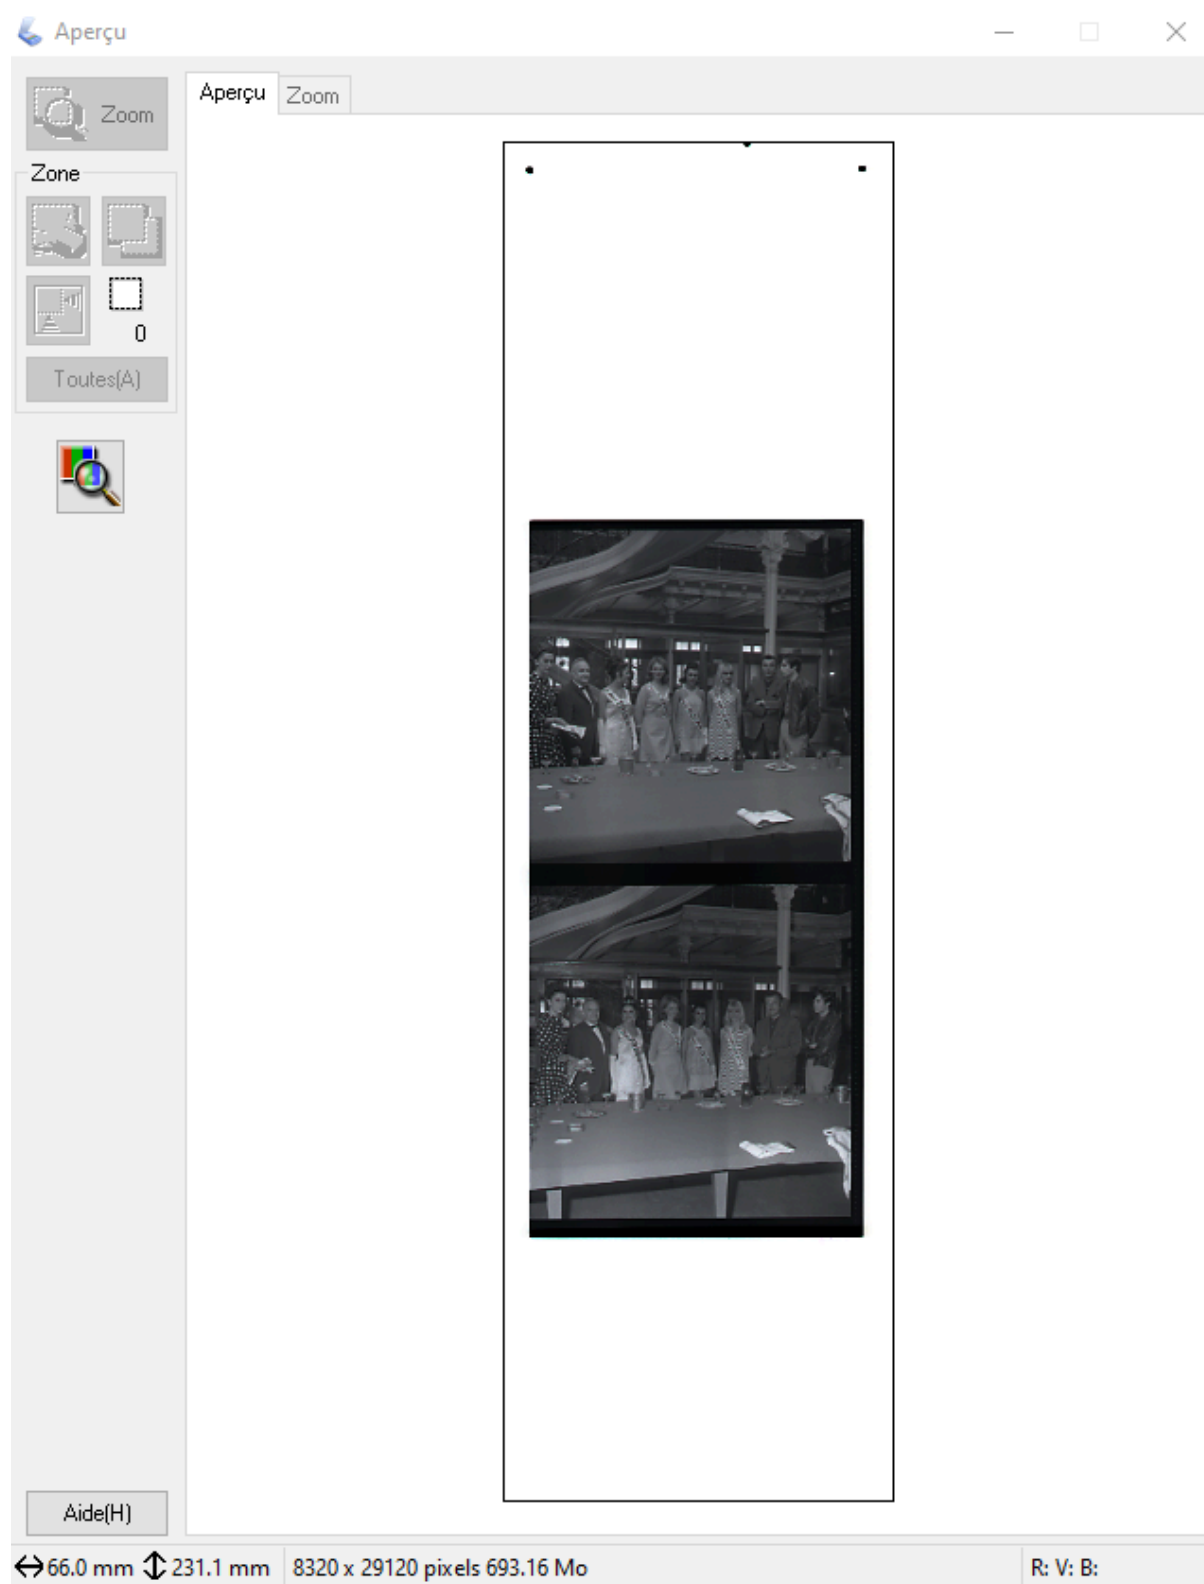 Aperçu
Zoom
Aperçu Zoom
Zone
0
Toutes(A)
Aide(H)
66.0 mm 231.1 mm 8320 x 29120 pixels 693.16 Mo R: V: B: